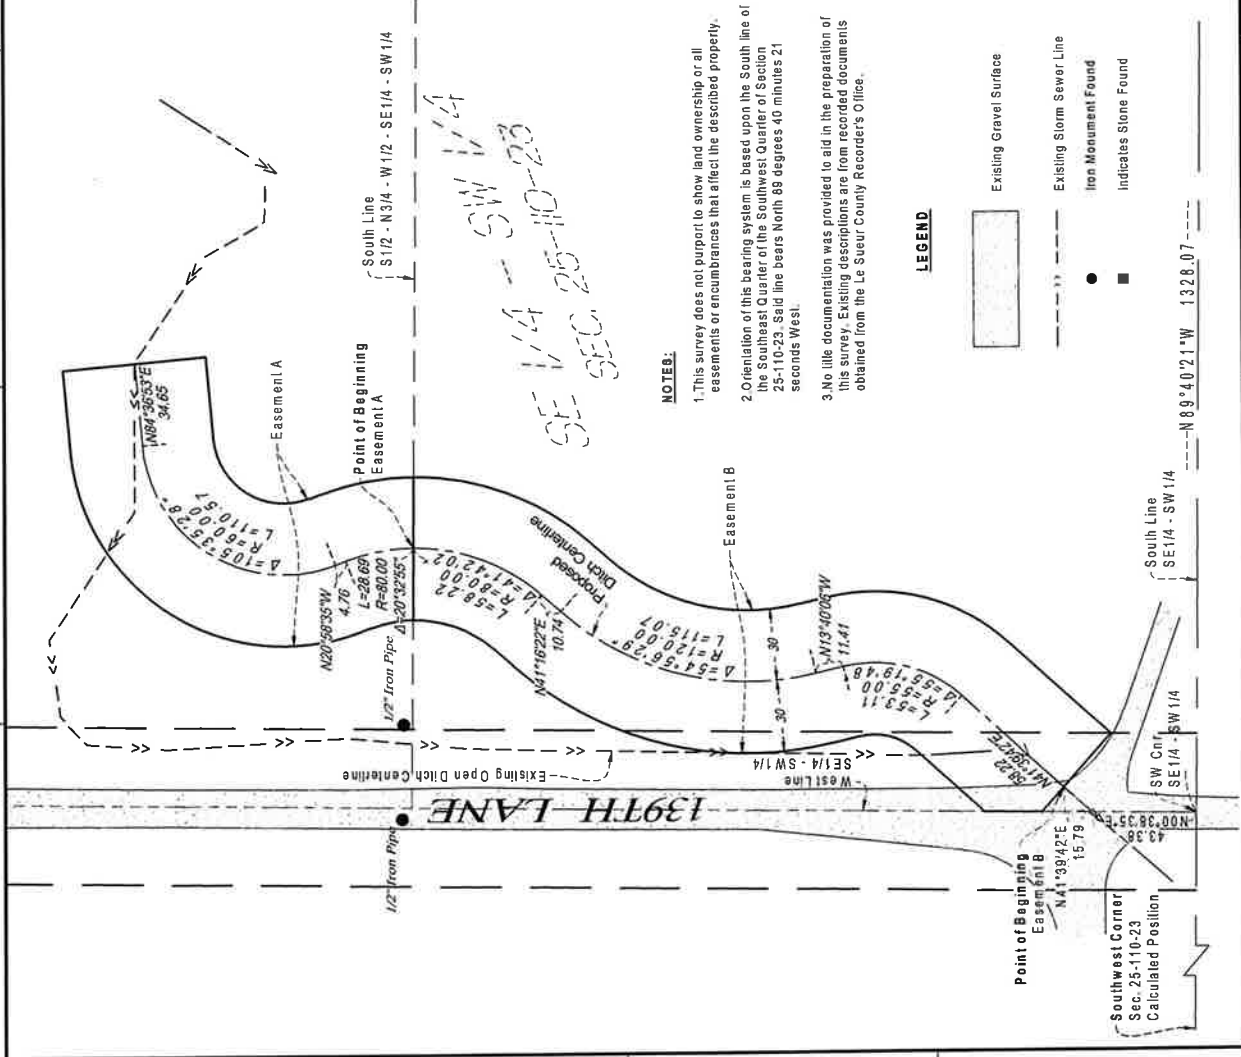 South Line
S1/2 - N3/4 - W1/2 - SE1/4 - SW1/4
SE 1/4 - SW 1/4
SEC. 25-110-23
N84°36'53"E
34.65
Easement A
Point of Beginning
Easement A
Δ=105°35'28"
R=60.00
L=110.57
N20°58'35"W
4.76
L=28.69
R=80.00
Δ=20°32'55"
1/2" Iron Pipe
L=58.22
R=80.00
Δ=41°42'02"
Proposed
Ditch Centerline
N41°16'22"E
10.74
Δ=54°56'29"
R=120.00
L=115.07
Easement B
30
30
N13°40'06"W
11.41
L=53.11
R=55.00
Δ=55°19'48"
Existing Open Ditch Centerline
West Line
SE1/4 - SW1/4
139TH LANE
1/2" Iron Pipe
58.22
N41°39'42"E
Point of Beginning
Easement B
N41°39'42"E
15.79
43.38
N00°38'35"E
SW Cnr.
SE1/4 - SW1/4
South Line
SE1/4 - SW1/4
N89°40'21"W 1328.07
Southwest Corner
Sec. 25-110-23
Calculated Position
NOTES:
1. This survey does not purport to show land ownership or all
easements or encumbrances that affect the described property.
2. Orientation of this bearing system is based upon the South line of
the Southeast Quarter of the Southwest Quarter of Section
25-110-23. Said line bears North 89 degrees 40 minutes 21
seconds West.
3. No title documentation was provided to aid in the preparation of
this survey. Existing descriptions are from recorded documents
obtained from the Le Sueur County Recorder's Office.
LEGEND
Existing Gravel Surface
Existing Storm Sewer Line
Iron Monument Found
Indicates Stone Found